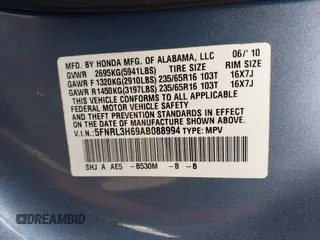 MFD. BY HONDA MFG. OF ALABAMA, LLC 06/'10
GVWR 2695KG(5941LBS) TIRE SIZE RIM SIZE
GAWR F 1320KG(2910LBS) 235/65R16 103T 16X7J
GAWR R1450KG(3197LBS) 235/65R16 103T 16X7J
THIS VEHICLE CONFORMS TO ALL APPLICABLE
FEDERAL MOTOR VEHICLE SAFETY
AND THEFT PREVENTION STANDARDS IN EFFECT
ON THE DATE OF MANUFACTURE SHOWN ABOVE.
V.I.N.:5FNRL3H69AB088994 TYPE: MPV
SHJ A AE5 -B530M -B -B
© DREAMBID